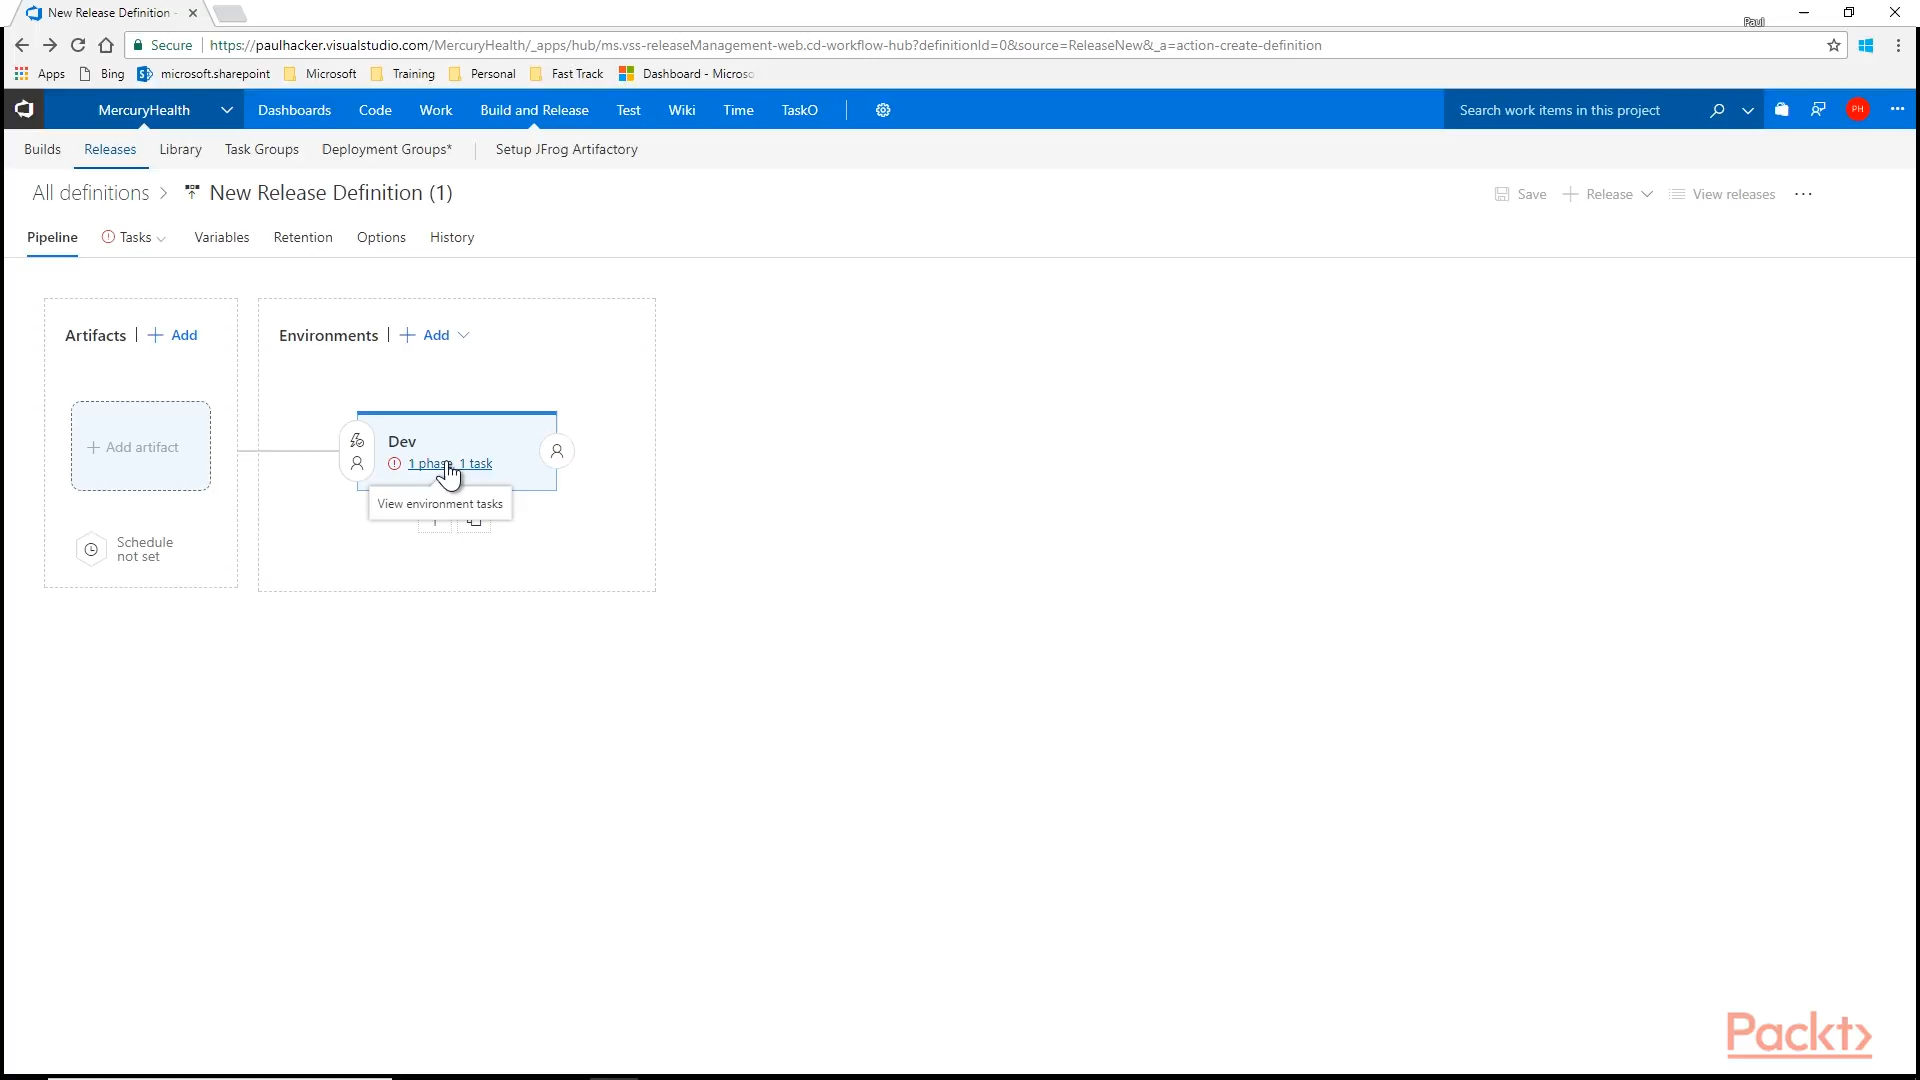 New Release Definition -
Paul
Secure
https://paulhacker.visualstudio.com/MercuryHealth/_apps/hub/ms.vss-releaseManagement-web.cd-workflow-hub?definitionId=0&source=ReleaseNew&_a=action-create-definition
Apps Bing microsoft.sharepoint Microsoft Training Personal Fast Track Dashboard - Microso
MercuryHealth Dashboards Code Work Build and Release Test Wiki Time TaskO Search work items in this project PH
Builds Releases Library Task Groups Deployment Groups* Setup JFrog Artifactory
All definitions > New Release Definition (1) Save Release View releases ...
Pipeline Tasks Variables Retention Options History
Artifacts | + Add Environments | + Add
Dev
+ Add artifact
1 phase, 1 task
View environment tasks
Schedule
not set
Packt>